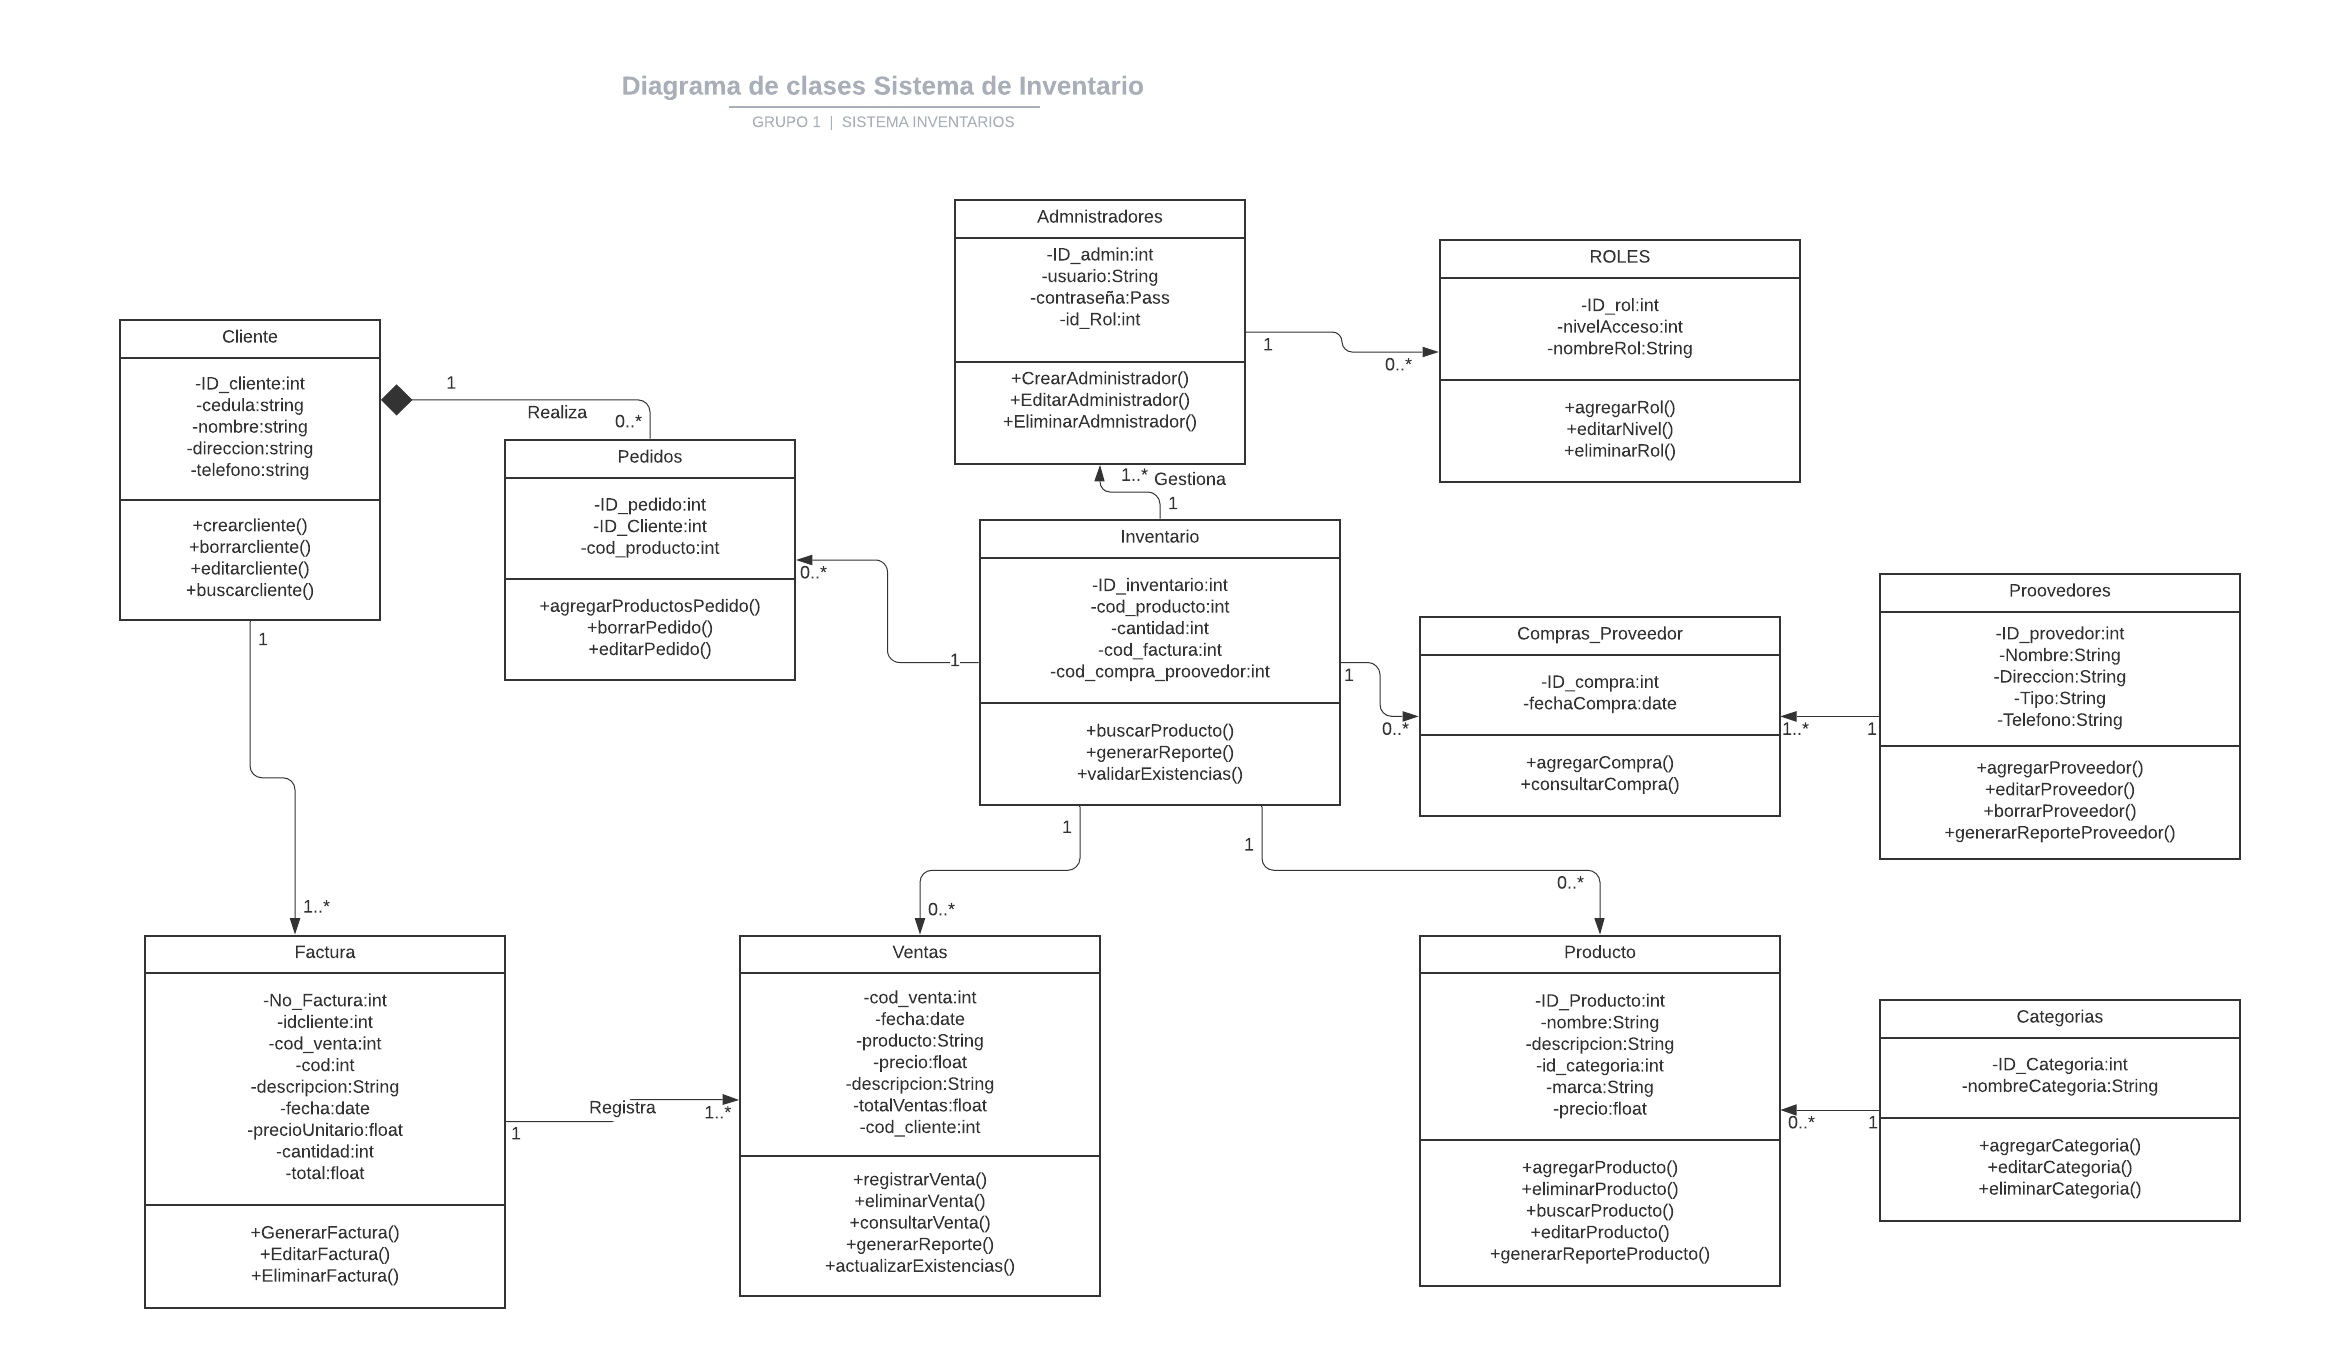 Diagrama de clases Sistema de Inventario
GRUPO 1 | SISTEMA INVENTARIOS
Admnistradores
-ID_admin:int
-usuario:String
-contraseña:Pass
-id_Rol:int
+CrearAdministrador()
+EditarAdministrador()
+EliminarAdmnistrador()
1
0..*
ROLES
-ID_rol:int
-nivelAcceso:int
-nombreRol:String
+agregarRol()
+editarNivel()
+eliminarRol()
Cliente
-ID_cliente:int
-cedula:string
-nombre:string
-direccion:string
-telefono:string
+crearcliente()
+borrarcliente()
+editarcliente()
+buscarcliente()
1
Realiza
0..*
Pedidos
-ID_pedido:int
-ID_Cliente:int
-cod_producto:int
+agregarProductosPedido()
+borrarPedido()
+editarPedido()
1..* Gestiona
1
0..*
1
Inventario
-ID_inventario:int
-cod_producto:int
-cantidad:int
-cod_factura:int
-cod_compra_proovedor:int
+buscarProducto()
+generarReporte()
+validarExistencias()
1
0..*
Compras_Proveedor
-ID_compra:int
-fechaCompra:date
+agregarCompra()
+consultarCompra()
1..*
1
Proovedores
-ID_provedor:int
-Nombre:String
-Direccion:String
-Tipo:String
-Telefono:String
+agregarProveedor()
+editarProveedor()
+borrarProveedor()
+generarReporteProveedor()
1
1..*
1
0..*
1
0..*
Factura
-No_Factura:int
-idcliente:int
-cod_venta:int
-cod:int
-descripcion:String
-fecha:date
-precioUnitario:float
-cantidad:int
-total:float
+GenerarFactura()
+EditarFactura()
+EliminarFactura()
1
Registra
1..*
Ventas
-cod_venta:int
-fecha:date
-producto:String
-precio:float
-descripcion:String
-totalVentas:float
-cod_cliente:int
+registrarVenta()
+eliminarVenta()
+consultarVenta()
+generarReporte()
+actualizarExistencias()
Producto
-ID_Producto:int
-nombre:String
-descripcion:String
-id_categoria:int
-marca:String
-precio:float
+agregarProducto()
+eliminarProducto()
+buscarProducto()
+editarProducto()
+generarReporteProducto()
0..*
1
Categorias
-ID_Categoria:int
-nombreCategoria:String
+agregarCategoria()
+editarCategoria()
+eliminarCategoria()